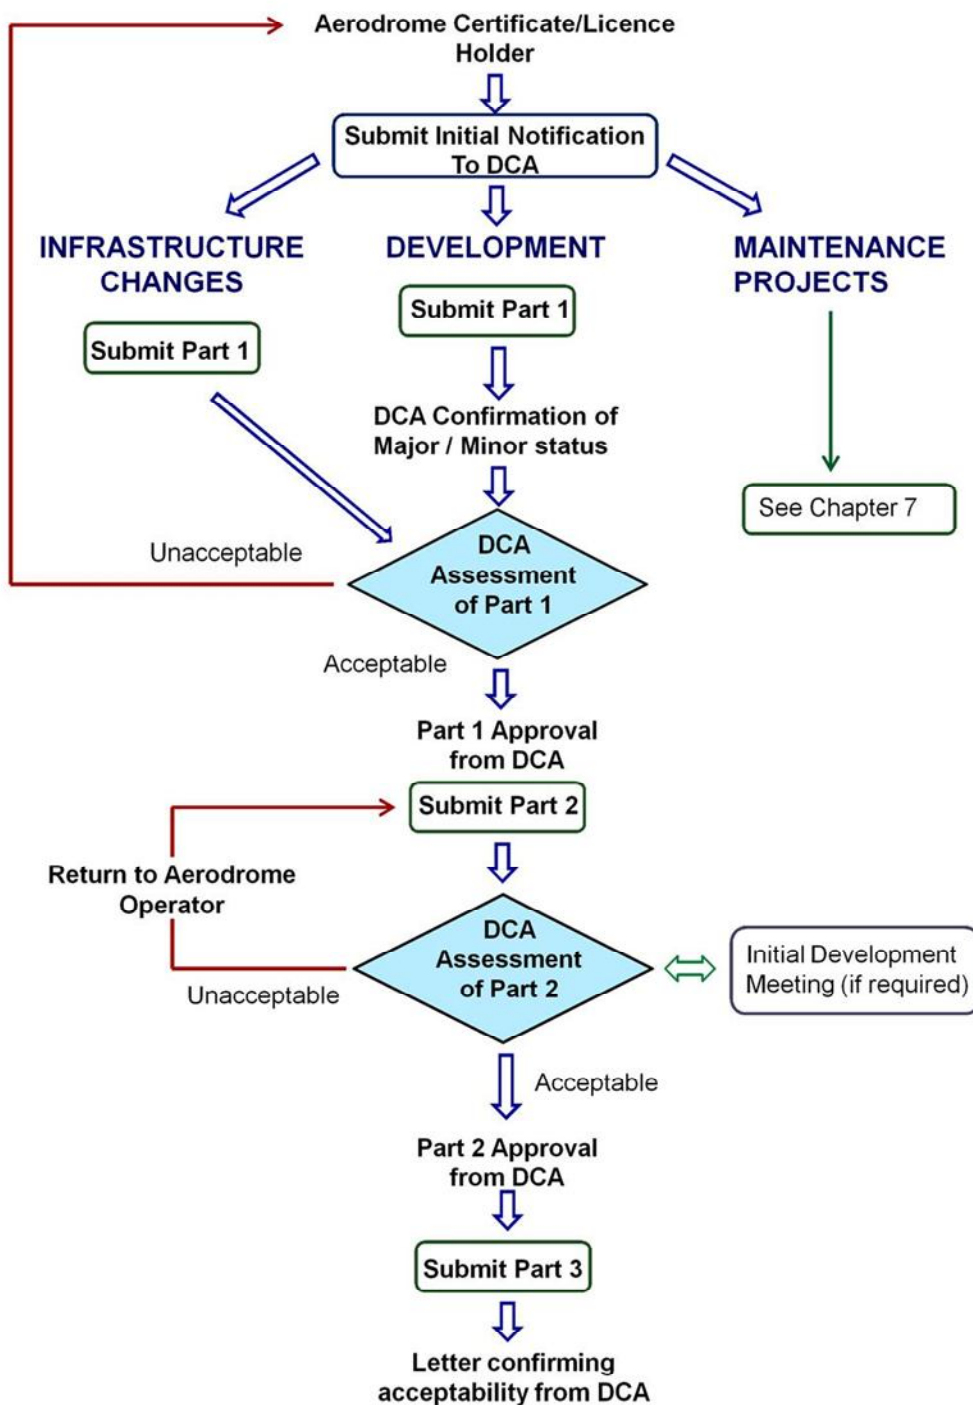 Aerodrome Certificate/Licence
Holder
Submit Initial Notification
To DCA
INFRASTRUCTURE
CHANGES
DEVELOPMENT
MAINTENANCE
PROJECTS
Submit Part 1
Submit Part 1
DCA Confirmation of
Major / Minor status
See Chapter 7
Unacceptable
DCA
Assessment
of Part 1
Acceptable
Part 1 Approval
from DCA
Submit Part 2
Return to Aerodrome
Operator
DCA
Assessment
of Part 2
Initial Development
Meeting (if required)
Unacceptable
Acceptable
Part 2 Approval
from DCA
Submit Part 3
Letter confirming
acceptability from DCA